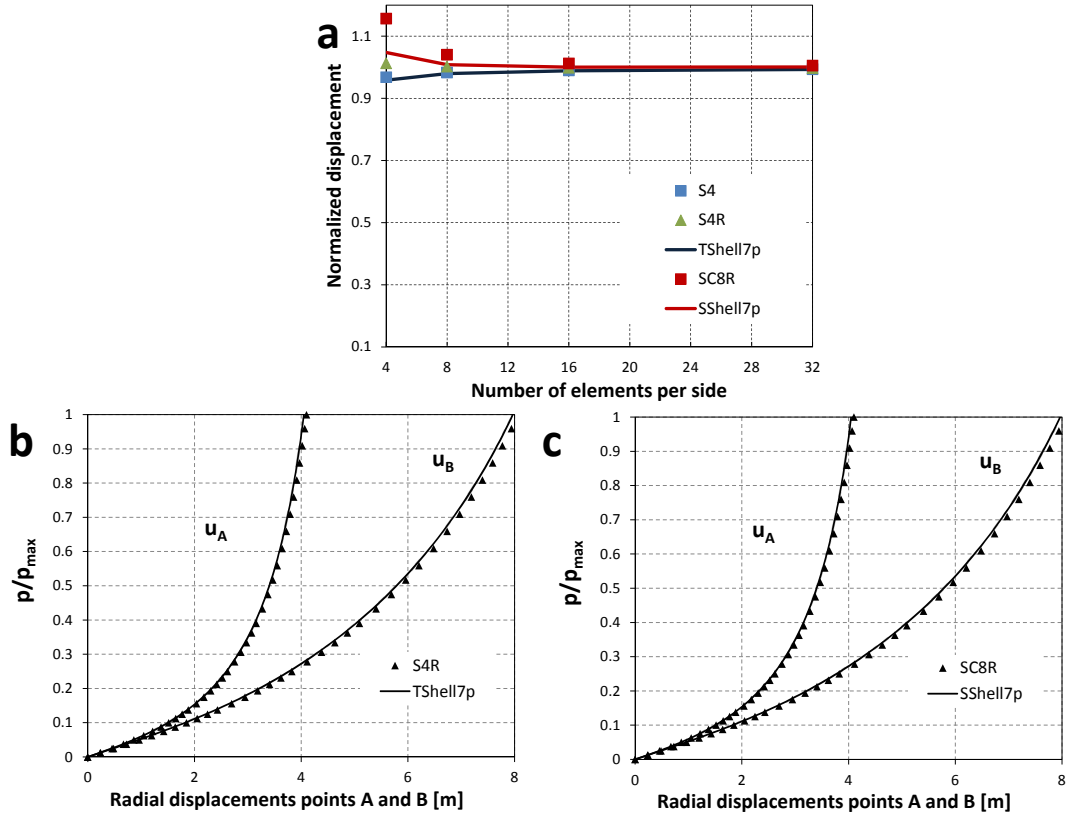 a
1.1
0.9
0.7
0.5
0.3
0.1
Normalized displacement
S4
S4R
TShell7p
SC8R
SShell7p
4 8 12 16 20 24 28 32
Number of elements per side
b
1
0.9
0.8
0.7
0.6
0.5
0.4
0.3
0.2
0.1
0
p/pmax
uA
uB
S4R
TShell7p
0 2 4 6 8
Radial displacements points A and B [m]
c
1
0.9
0.8
0.7
0.6
0.5
0.4
0.3
0.2
0.1
0
p/pmax
uA
uB
SC8R
SShell7p
0 2 4 6 8
Radial displacements points A and B [m]